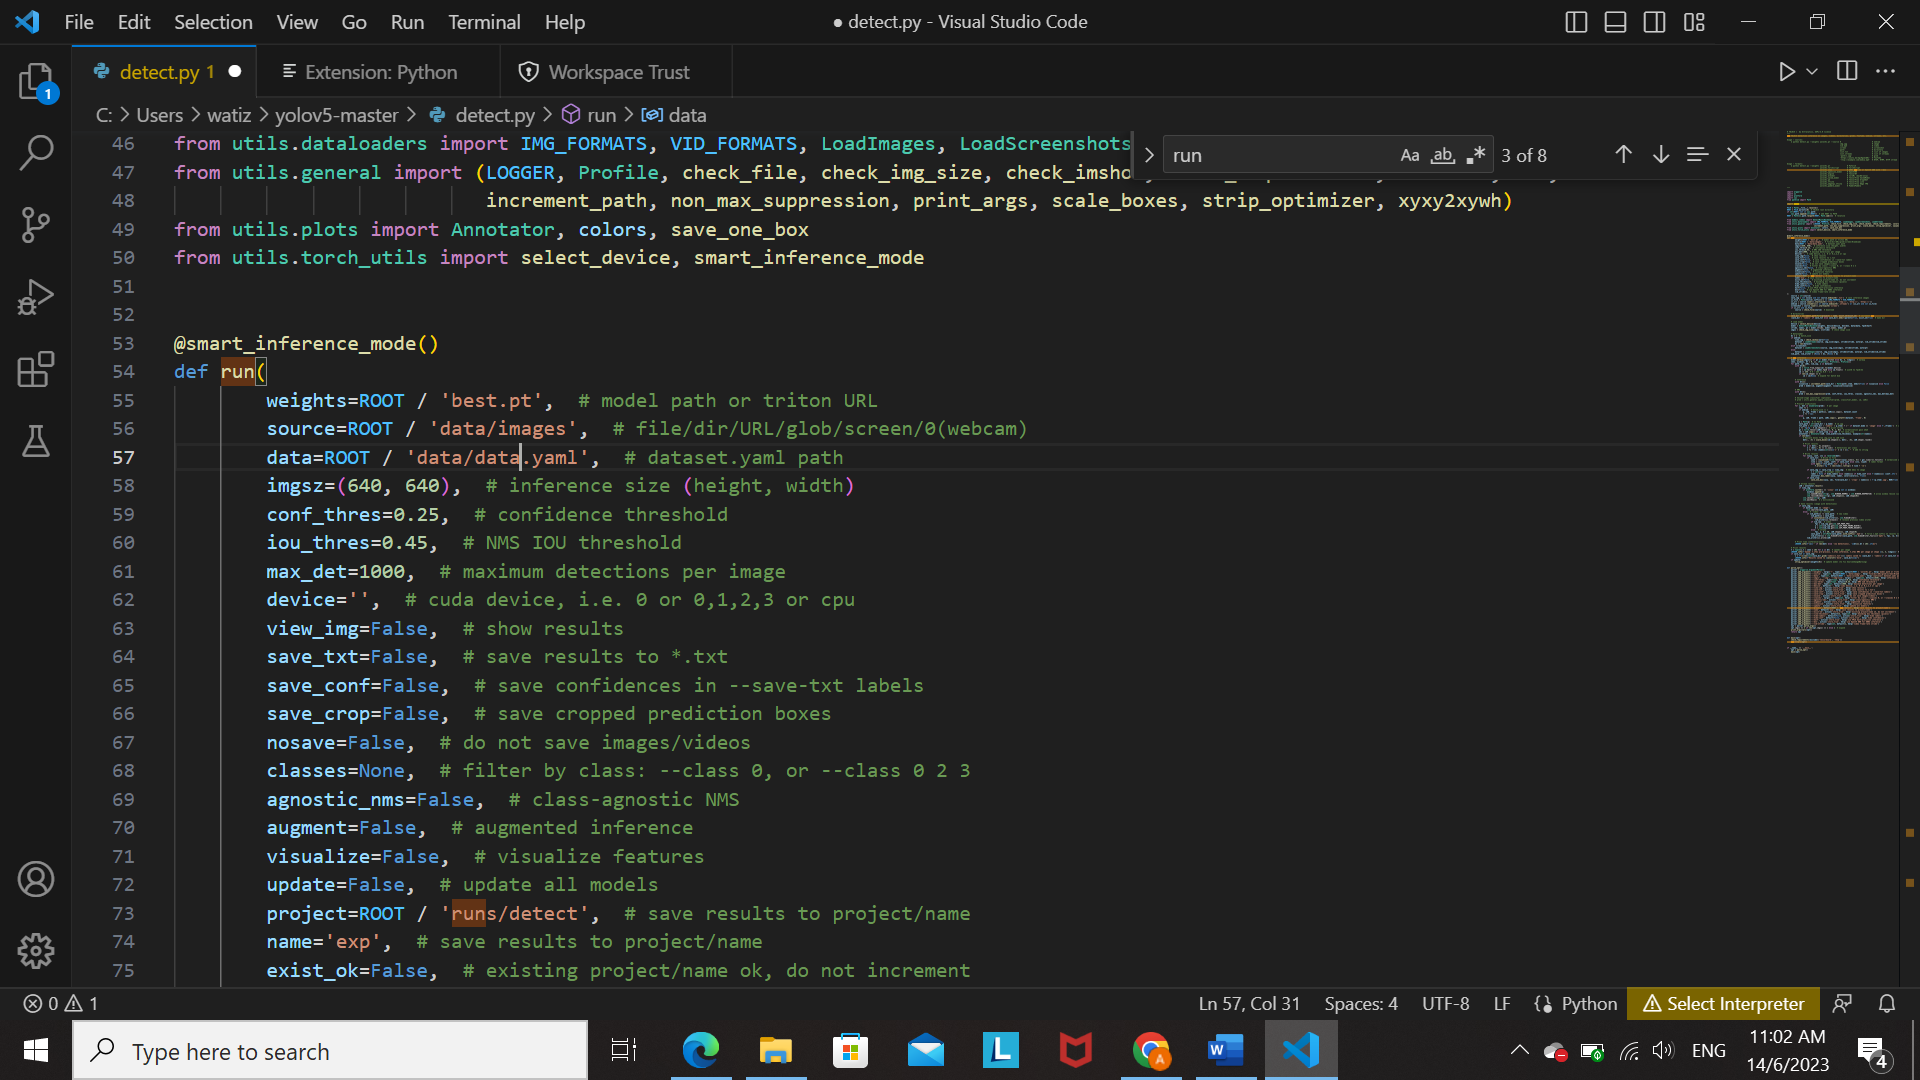 File Edit Selection View Go Run Terminal Help ● detect.py - Visual Studio Code
detect.py 1 Extension: Python Workspace Trust
1
C: > Users > watiz > yolov5-master > detect.py > run > data
run Aa ab .* 3 of 8
46 from utils.dataloaders import IMG_FORMATS, VID_FORMATS, LoadImages, LoadScreenshots
47 from utils.general import (LOGGER, Profile, check_file, check_img_size, check_imsho
48 increment_path, non_max_suppression, print_args, scale_boxes, strip_optimizer, xyxy2xywh)
49 from utils.plots import Annotator, colors, save_one_box
50 from utils.torch_utils import select_device, smart_inference_mode
51
52
53 @smart_inference_mode()
54 def run(
55 weights=ROOT / 'best.pt', # model path or triton URL
56 source=ROOT / 'data/images', # file/dir/URL/glob/screen/0(webcam)
57 data=ROOT / 'data/data.yaml', # dataset.yaml path
58 imgsz=(640, 640), # inference size (height, width)
59 conf_thres=0.25, # confidence threshold
60 iou_thres=0.45, # NMS IOU threshold
61 max_det=1000, # maximum detections per image
62 device='', # cuda device, i.e. 0 or 0,1,2,3 or cpu
63 view_img=False, # show results
64 save_txt=False, # save results to *.txt
65 save_conf=False, # save confidences in --save-txt labels
66 save_crop=False, # save cropped prediction boxes
67 nosave=False, # do not save images/videos
68 classes=None, # filter by class: --class 0, or --class 0 2 3
69 agnostic_nms=False, # class-agnostic NMS
70 augment=False, # augmented inference
71 visualize=False, # visualize features
72 update=False, # update all models
73 project=ROOT / 'runs/detect', # save results to project/name
74 name='exp', # save results to project/name
75 exist_ok=False, # existing project/name ok, do not increment
0 1 Ln 57, Col 31 Spaces: 4 UTF-8 LF Python Select Interpreter
Type here to search L W A ENG 11:02 AM
14/6/2023 4